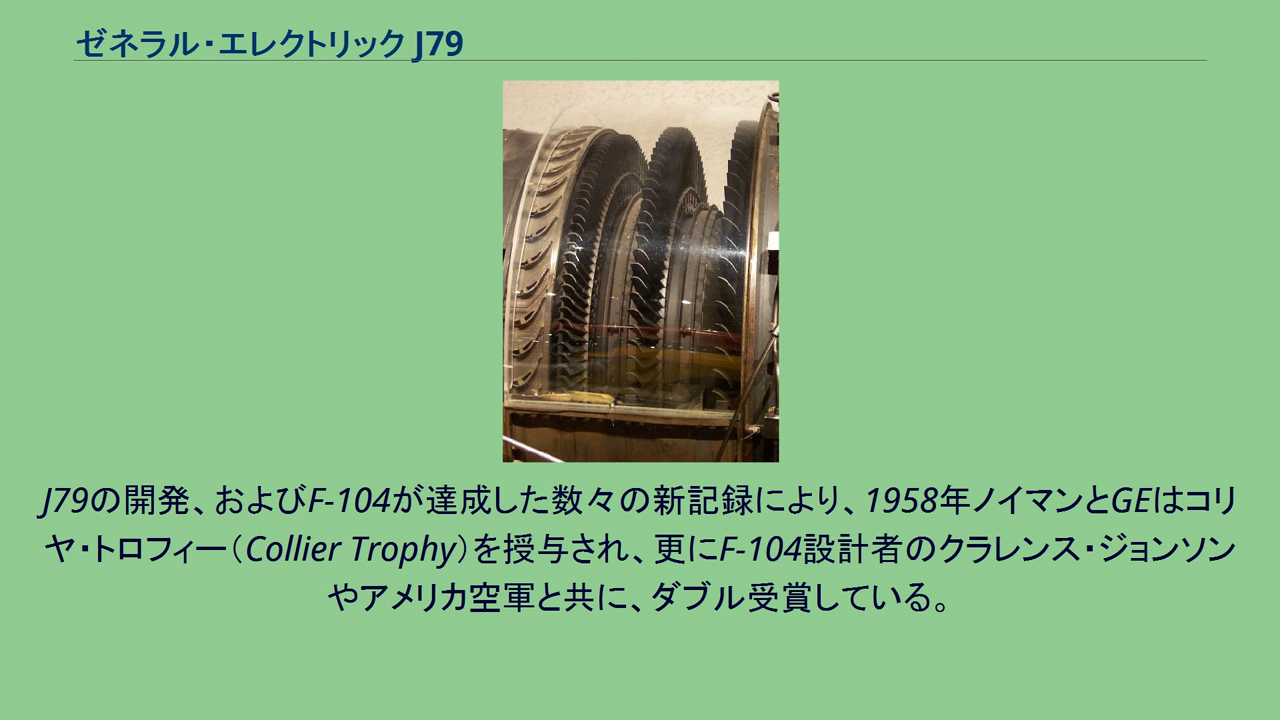 ゼネラル・エレクトリック J79
J79の開発、およびF-104が達成した数々の新記録により、1958年ノイマンとGEはコリ
ヤ・トロフィー（Collier Trophy）を授与され、更にF-104設計者のクラレンス・ジョンソン
やアメリカ空軍と共に、ダブル受賞している。